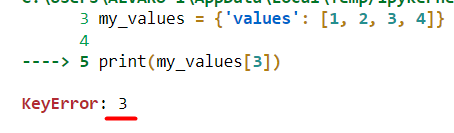 3 my_values = {'values': [1, 2, 3, 4]}
4
----> 5 print(my_values[3])
KeyError: 3